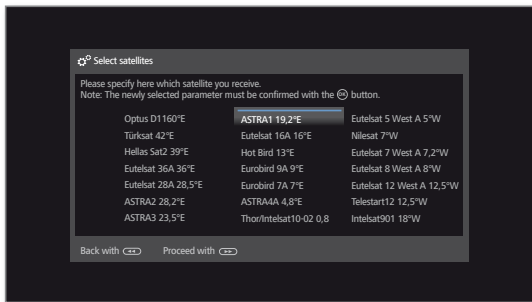 Select satellites
Please specify here which satellite you receive.
Note: The newly selected parameter must be confirmed with the OK button.
Optus D1160°E
ASTRA1 19,2°E
Eutelsat 5 West A 5°W
Türksat 42°E
Eutelsat 16A 16°E
Nilesat 7°W
Hellas Sat2 39°E
Hot Bird 13°E
Eutelsat 7 West A 7,2°W
Eutelsat 36A 36°E
Eurobird 9A 9°E
Eutelsat 8 West A 8°W
Eutelsat 28A 28,5°E
Eurobird 7A 7°E
Eutelsat 12 West A 12,5°W
ASTRA2 28,2°E
ASTRA4A 4,8°E
Telestart12 12,5°W
ASTRA3 23,5°E
Thor/Intelsat10-02 0,8
Intelsat901 18°W
Back with
Proceed with